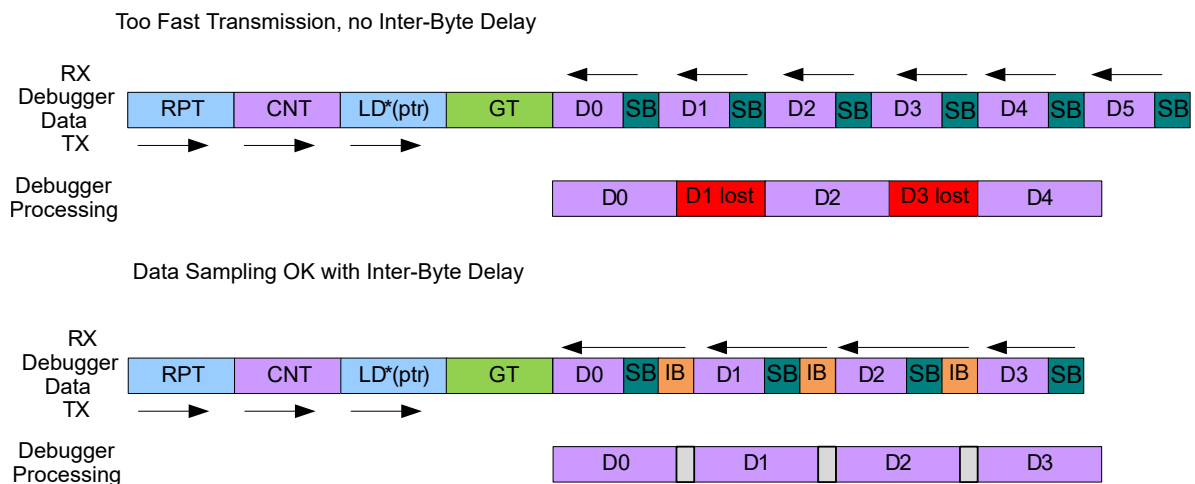 Too Fast Transmission, no Inter-Byte Delay
RX
Debugger
Data
TX
RPT CNT LD*(ptr) GT D0 SB D1 SB D2 SB D3 SB D4 SB D5 SB
Debugger
Processing
D0 D1 lost D2 D3 lost D4
Data Sampling OK with Inter-Byte Delay
RX
Debugger
Data
TX
RPT CNT LD*(ptr) GT D0 SB IB D1 SB IB D2 SB IB D3 SB
Debugger
Processing
D0 D1 D2 D3